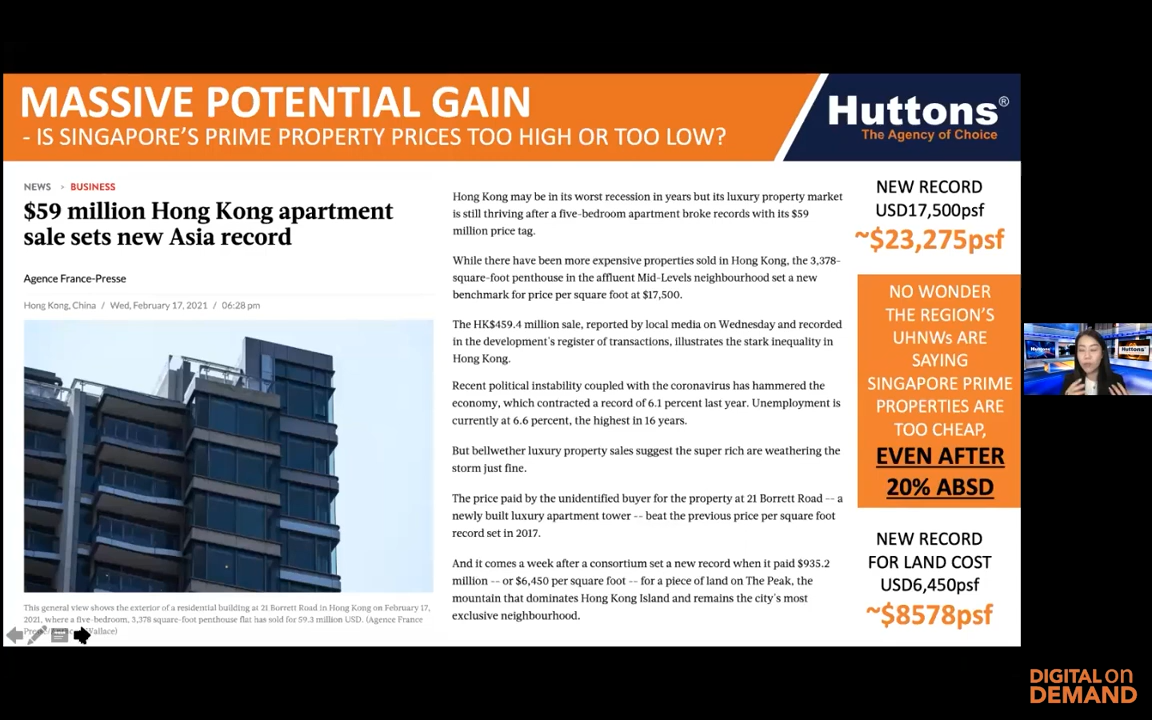 MASSIVE POTENTIAL GAIN
- IS SINGAPORE'S PRIME PROPERTY PRICES TOO HIGH OR TOO LOW?
Huttons®
The Agency of Choice
NEWS > BUSINESS
$59 million Hong Kong apartment
sale sets new Asia record
Agence France-Presse
Hong Kong, China / Wed, February 17, 2021 / 06:28 pm
This general view shows the exterior of a residential building at 21 Borrett Road in Hong Kong on February 17,
2021, where a five-bedroom, 3,378 square-foot penthouse flat has sold for 59.3 million USD. (Agence France
Wallace)
Hong Kong may be in its worst recession in years but its luxury property market
is still thriving after a five-bedroom apartment broke records with its $59
million price tag.
While there have been more expensive properties sold in Hong Kong, the 3,378-
square-foot penthouse in the affluent Mid-Levels neighbourhood set a new
benchmark for price per square foot at $17,500.
The HK$459.4 million sale, reported by local media on Wednesday and recorded
in the development's register of transactions, illustrates the stark inequality in
Hong Kong.
Recent political instability coupled with the coronavirus has hammered the
economy, which contracted a record of 6.1 percent last year. Unemployment is
currently at 6.6 percent, the highest in 16 years.
But bellwether luxury property sales suggest the super rich are weathering the
storm just fine.
The price paid by the unidentified buyer for the property at 21 Borrett Road -- a
newly built luxury apartment tower -- beat the previous price per square foot
record set in 2017.
And it comes a week after a consortium set a new record when it paid $935.2
million -- or $6,450 per square foot -- for a piece of land on The Peak, the
mountain that dominates Hong Kong Island and remains the city's most
exclusive neighbourhood.
NEW RECORD
USD17,500psf
~$23,275psf
NO WONDER
THE REGION'S
UHNWs ARE
SAYING
SINGAPORE PRIME
PROPERTIES ARE
TOO CHEAP,
EVEN AFTER
20% ABSD
NEW RECORD
FOR LAND COST
USD6,450psf
~$8578psf
Huttons
Huttons
DIGITAL on
DEMAND